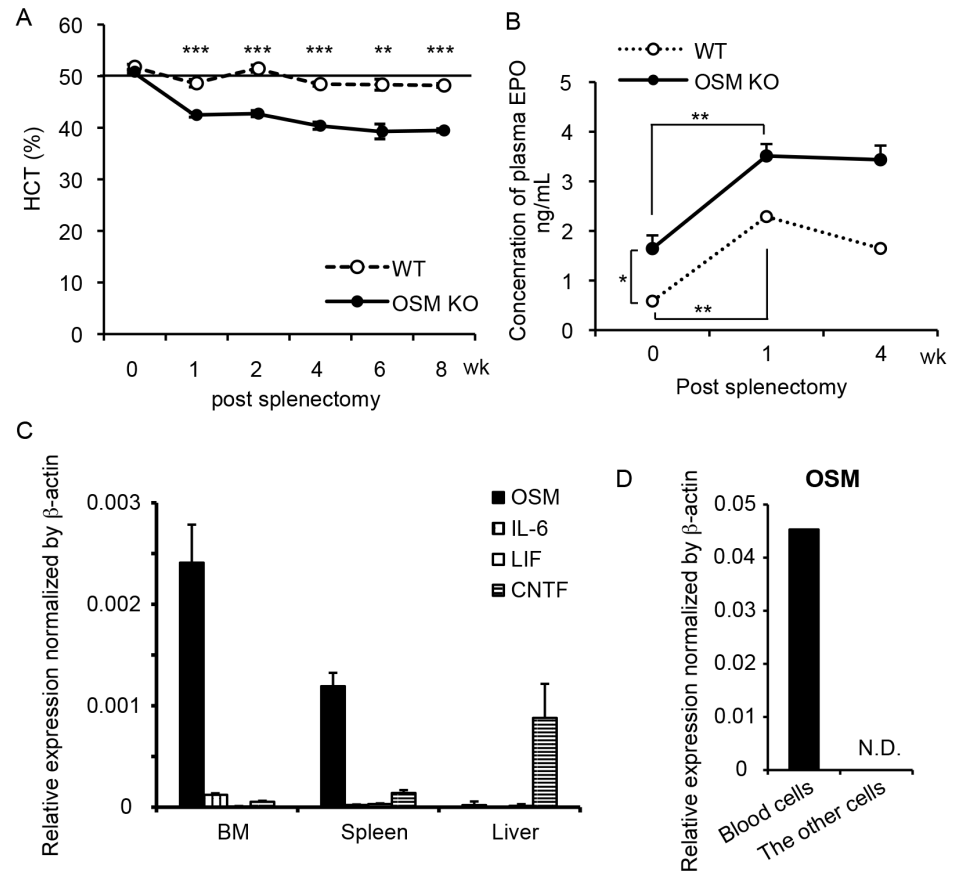 A
60
50
40
30
20
10
0
HCT (%)
*** *** *** ** ***
WT
OSM KO
0 1 2 4 6 8 wk
post splenectomy
B
WT
OSM KO
5
4
3
2
1
0
Concenration of plasma EPO
ng/mL
**
*
**
0 1 4 wk
Post splenectomy
C
Relative expression normalized by β-actin
0.003
0.002
0.001
0
OSM
IL-6
LIF
CNTF
BM Spleen Liver
D
OSM
Relative expression normalized by β-actin
0.05
0.04
0.03
0.02
0.01
0
N.D.
Blood cells
The other cells